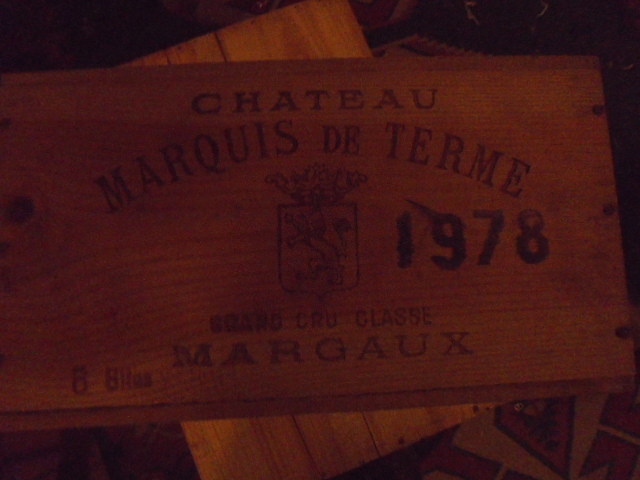 CHATEAU
MARQUIS DE TERME
1978
GRAND CRU CLASSE
MARGAUX